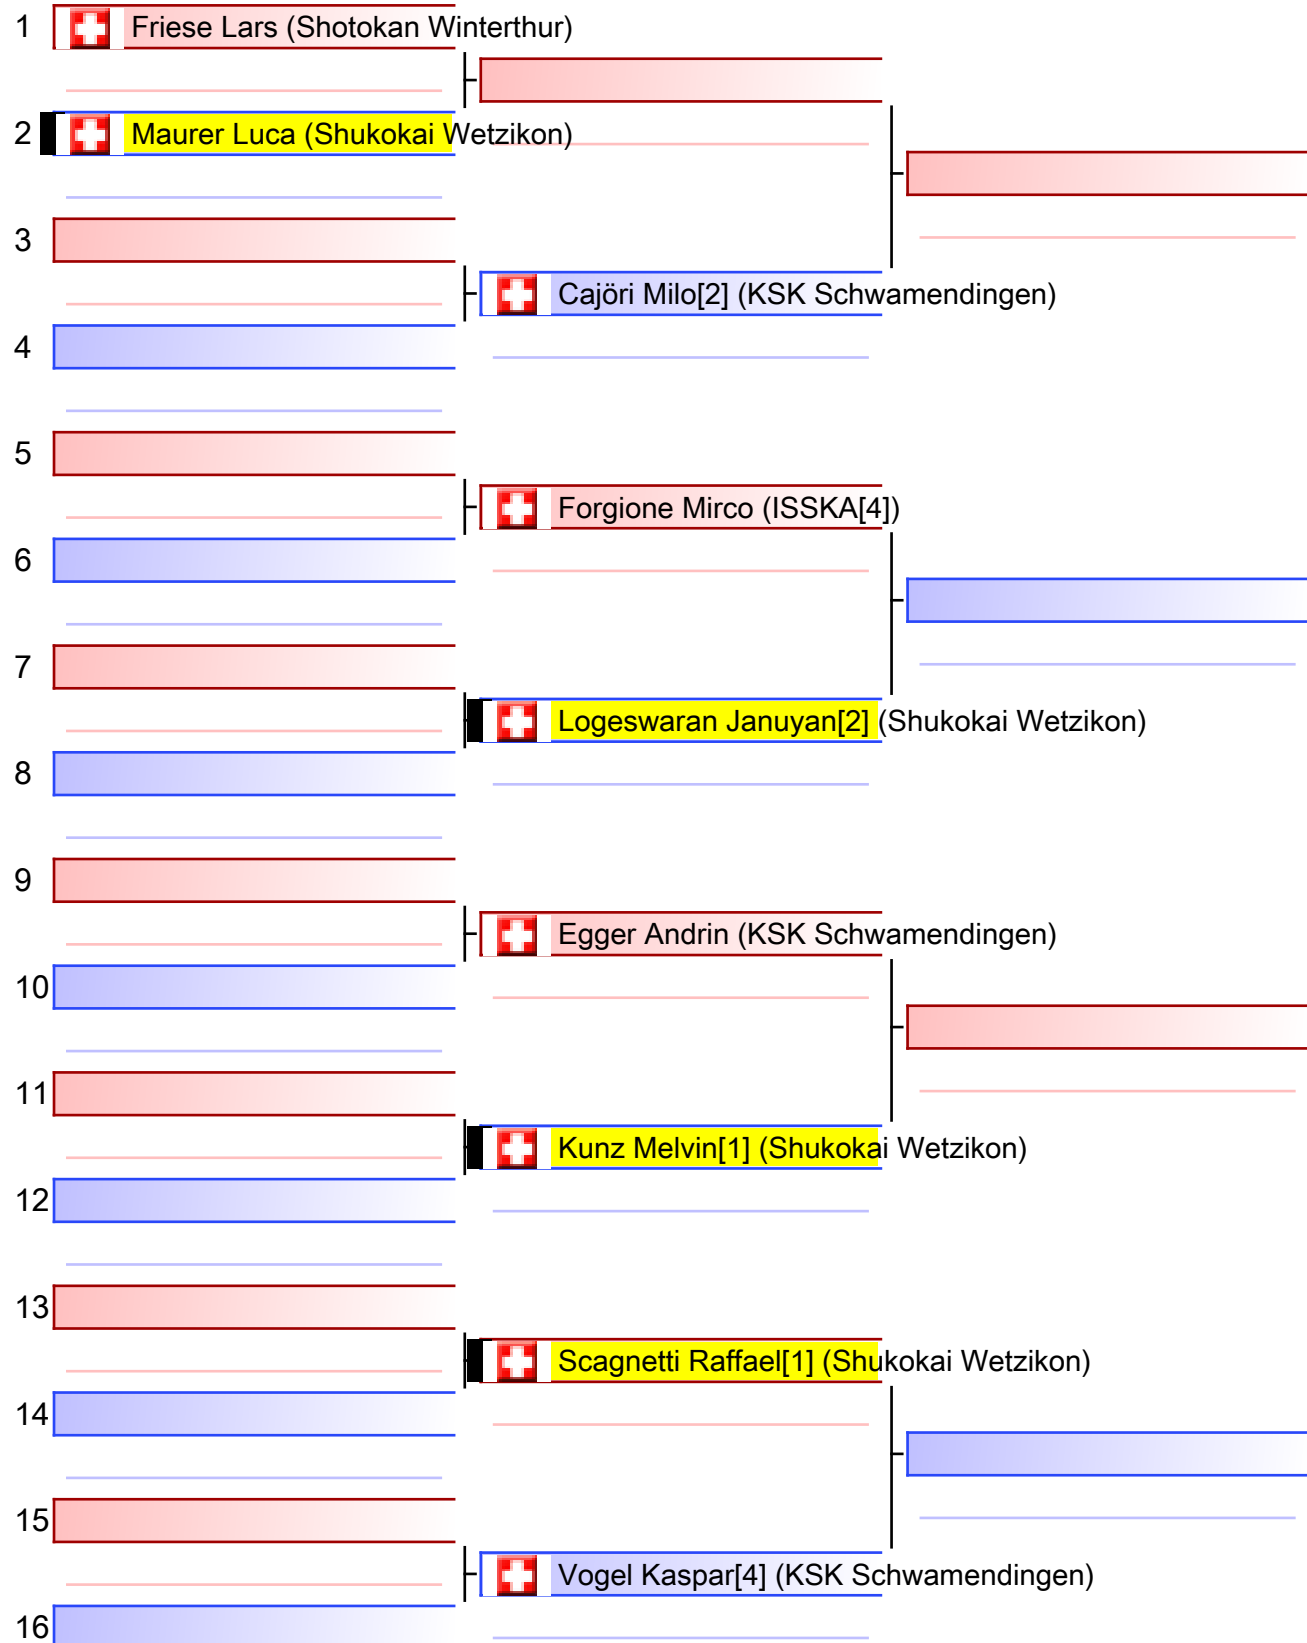 1 Friese Lars (Shotokan Winterthur)
2 Maurer Luca (Shukokai Wetzikon)
3
Cajöri Milo[2] (KSK Schwamendingen)
4
5
Forgione Mirco (ISSKA[4])
6
7
Logeswaran Januyan[2] (Shukokai Wetzikon)
8
9
Egger Andrin (KSK Schwamendingen)
10
11
Kunz Melvin[1] (Shukokai Wetzikon)
12
13
Scagnetti Raffael[1] (Shukokai Wetzikon)
14
15
Vogel Kaspar[4] (KSK Schwamendingen)
16